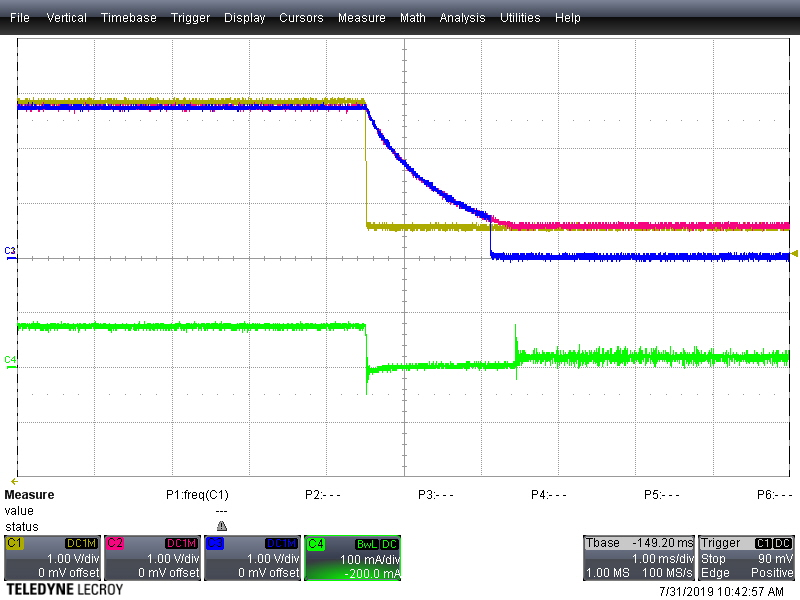 File Vertical Timebase Trigger Display Cursors Measure Math Analysis Utilities Help
C3
C4
Measure P1:freq(C1) P2:- - - P3:- - - P4:- - - P5:- - - P6:- - -
value ---
status
C1 DC1M C2 DC1M C3 DC1M C4 BwL DC Tbase -149.20 ms Trigger C1 DC
1.00 V/div 1.00 V/div 1.00 V/div 100 mA/div 1.00 ms/div Stop 90 mV
0 mV offset 0 mV offset 0 mV offset -200.0 mA 1.00 MS 100 MS/s Edge Positive
TELEDYNE LECROY 7/31/2019 10:42:57 AM